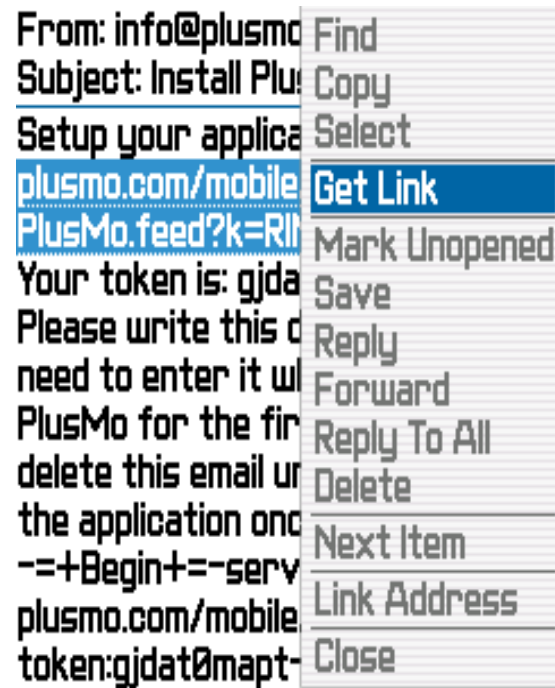 From: info@plusmo
Subject: Install Plus
Setup your applica
plusmo.com/mobile
PlusMo.feed?k=RIM
Your token is: gjda
Please write this
need to enter it
PlusMo for the fir
delete this email
the application
-=+Begin+=-serv
plusmo.com/mobile
token:gjdat0mapt-
Find
Copy
Select
Get Link
Mark Unopened
Save
Reply
Forward
Reply To All
Delete
Next Item
Link Address
Close